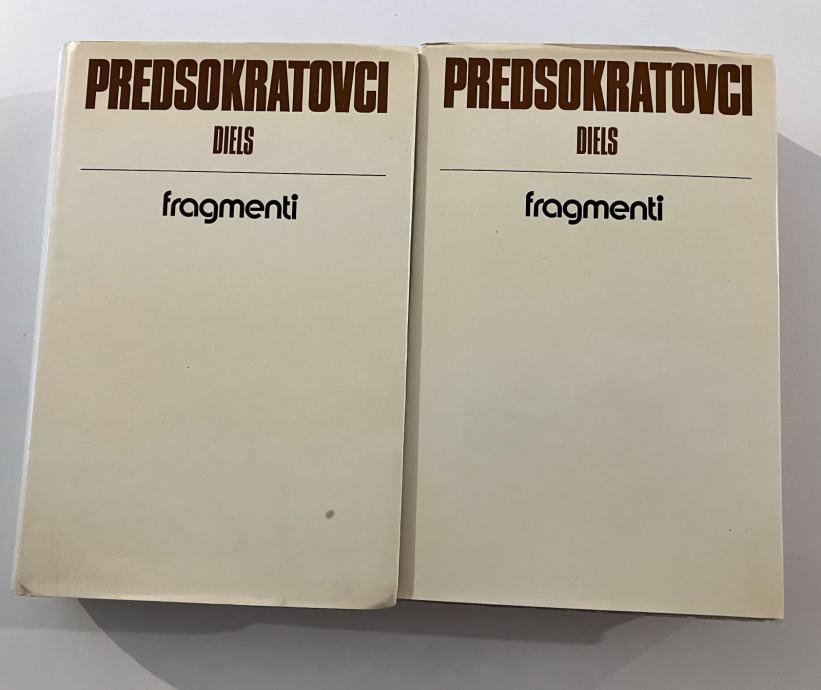 PREDSOKRATOVCI
DIELS
fragmenti
PREDSOKRATOVCI
DIELS
fragmenti